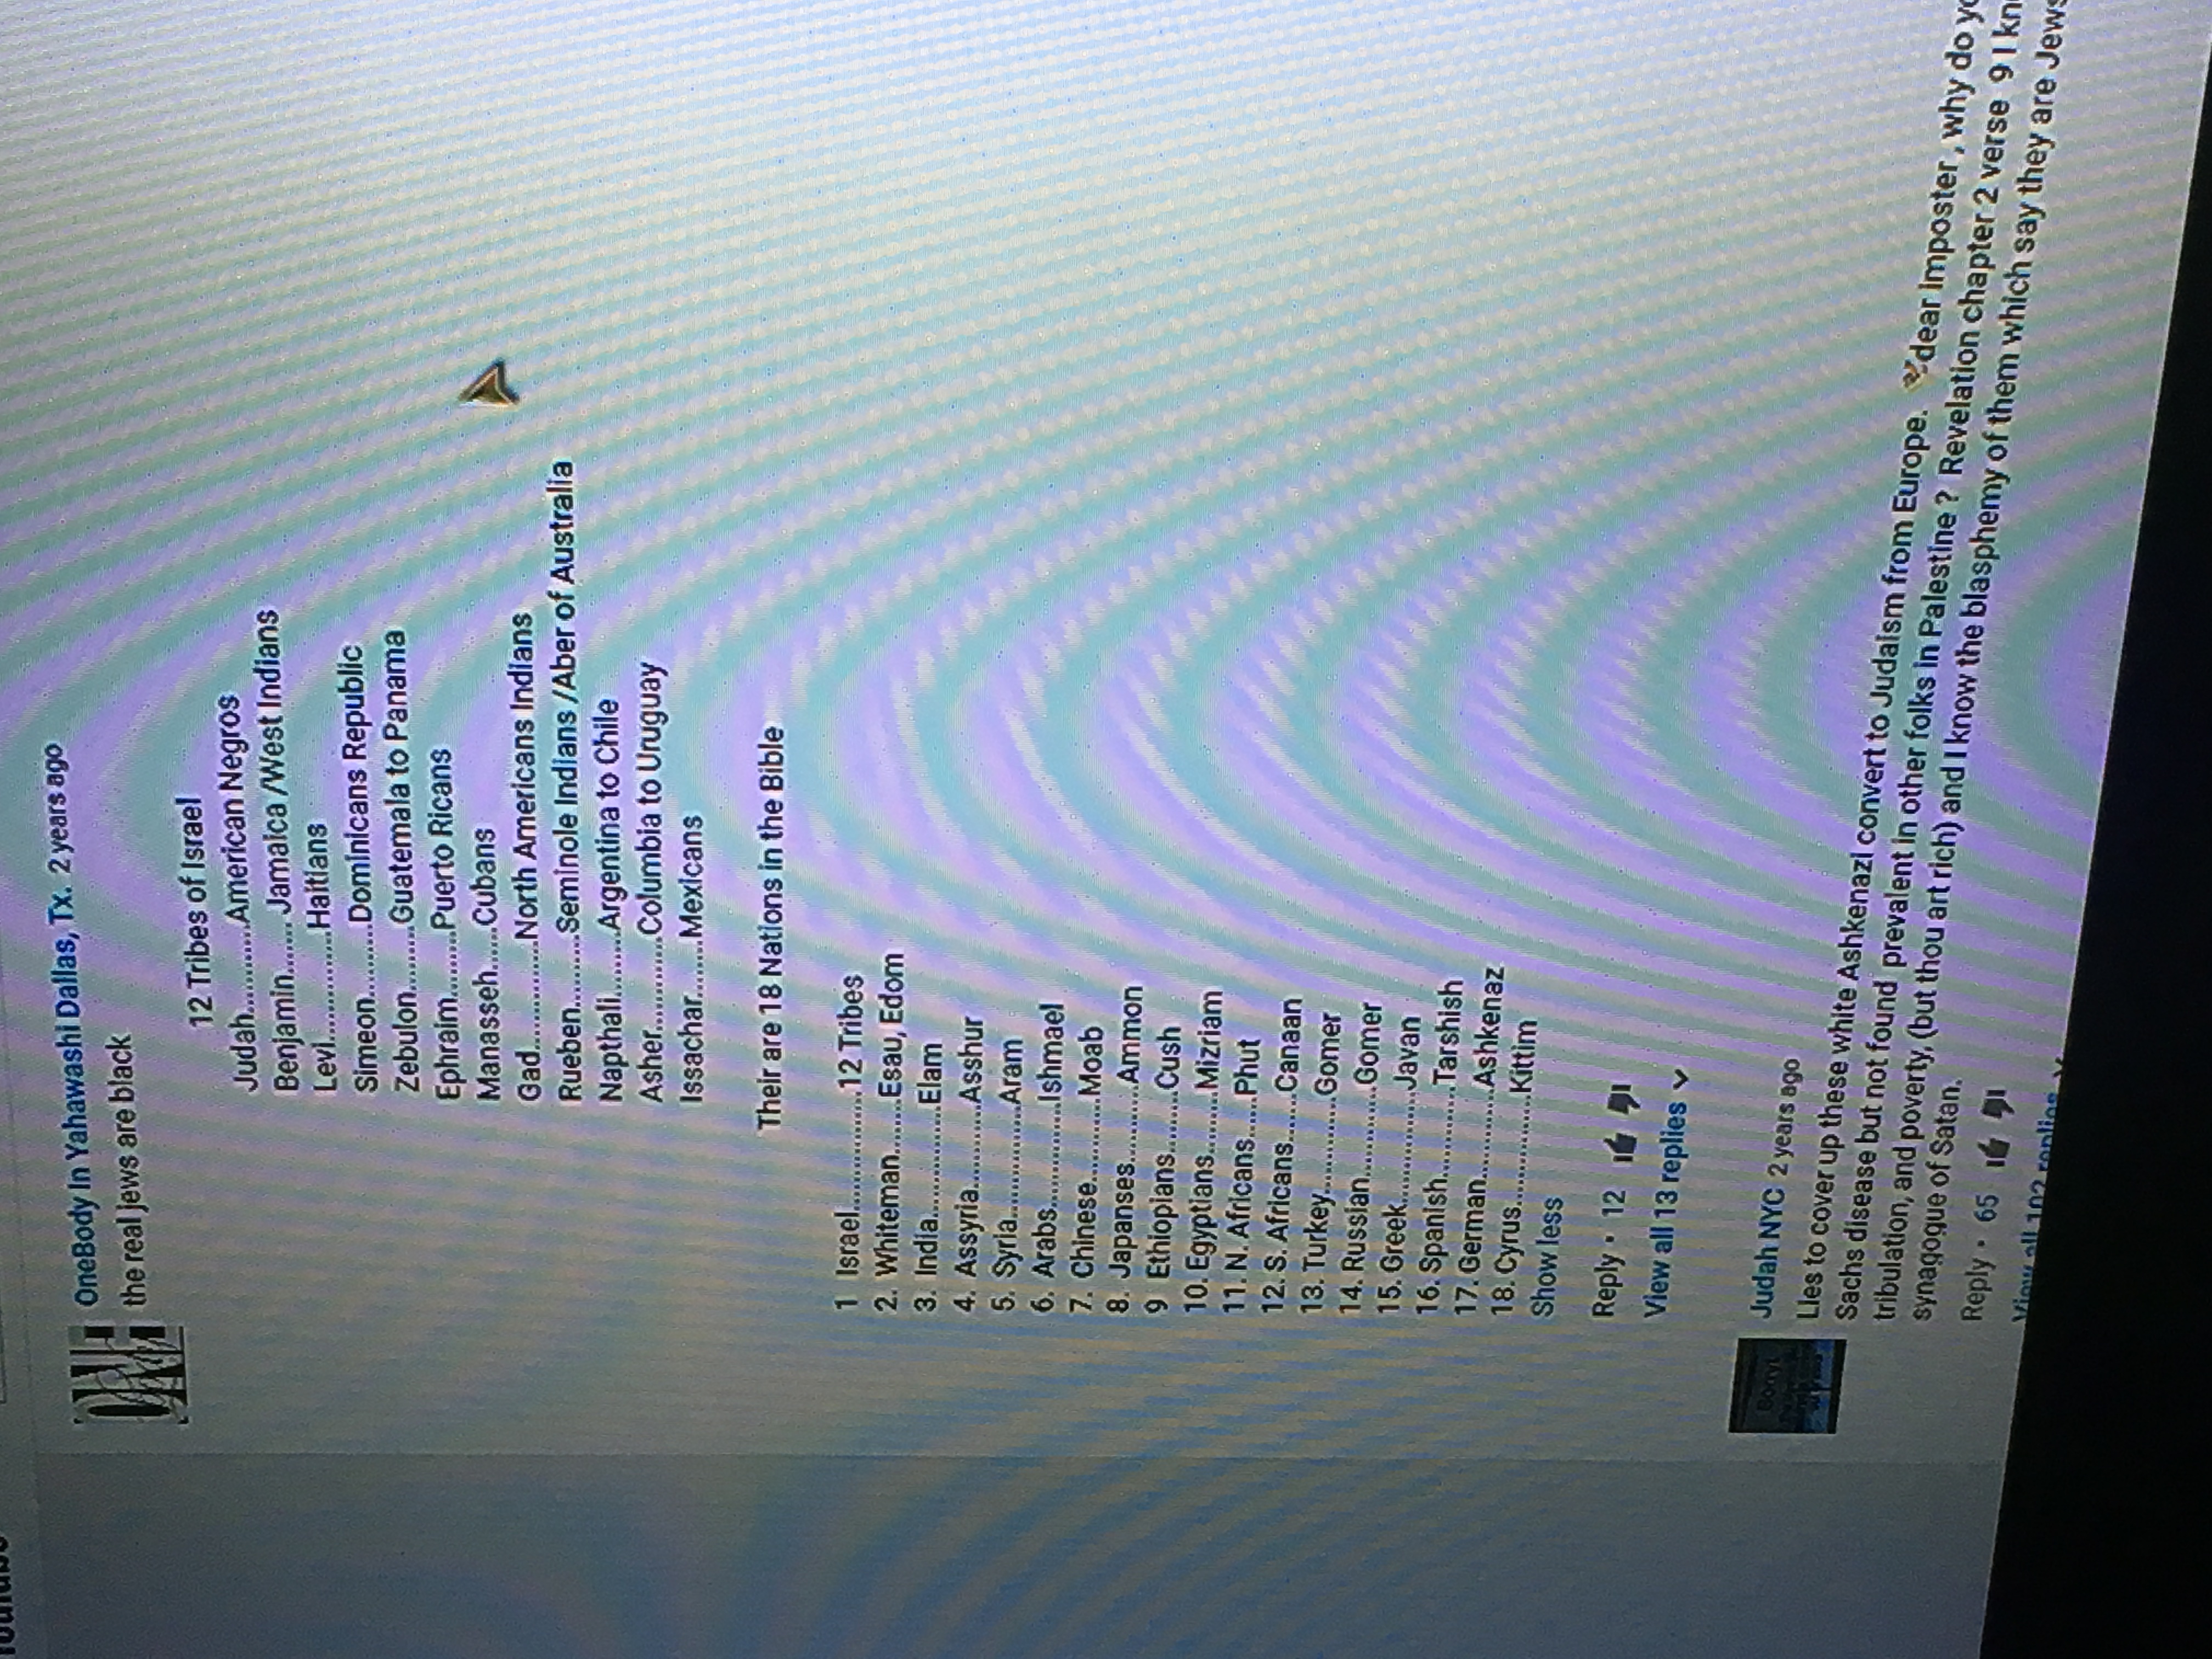 OneBody In Yahawashi Dallas, Tx. 2 years ago
the real jews are black
12 Tribes of Israel
Judah............American Negros
Benjamin....... Jamaica /West Indians
Levi...............Haitians
Simeon..........Dominicans Republic
Zebulon.........Guatemala to Panama
Ephraim.........Puerto Ricans
Manasseh......Cubans
Gad...............North Americans Indians
Rueben..........Seminole Indians /Aber of Australia
Napthali.........Argentina to Chile
Asher.............Columbia to Uruguay
Issachar........Mexicans
Their are 18 Nations in the Bible
1 Israel.................12 Tribes
2. Whiteman........Esau, Edom
3. India................Elam
4. Assyria............Asshur
5. Syria................Aram
6. Arabs...............Ishmael
7. Chinese............Moab
8. Japanses...........Ammon
9 Ethiopians.........Cush
10. Egyptians.........Mizriam
11. N. Africans......Phut
12. S. Africans.......Canaan
13. Turkey..............Gomer
14. Russian.............Gomer
15. Greek................Javan
16. Spanish.............Tarshish
17. German.............Ashkenaz
18. Cyrus................Kittim
Show less
Reply • 12
View all 13 replies
Judah NYC 2 years ago
Lies to cover up these white Ashkenazi convert to Judaism from Europe. dear imposter , why do
Sachs disease but not found prevalent in other folks in Palestine ? Revelation chapter 2 verse 9 I
tribulation, and poverty, (but thou art rich) and I know the blasphemy of them which say they are Jews
synagogue of Satan.
Reply • 65
View all 102 replies